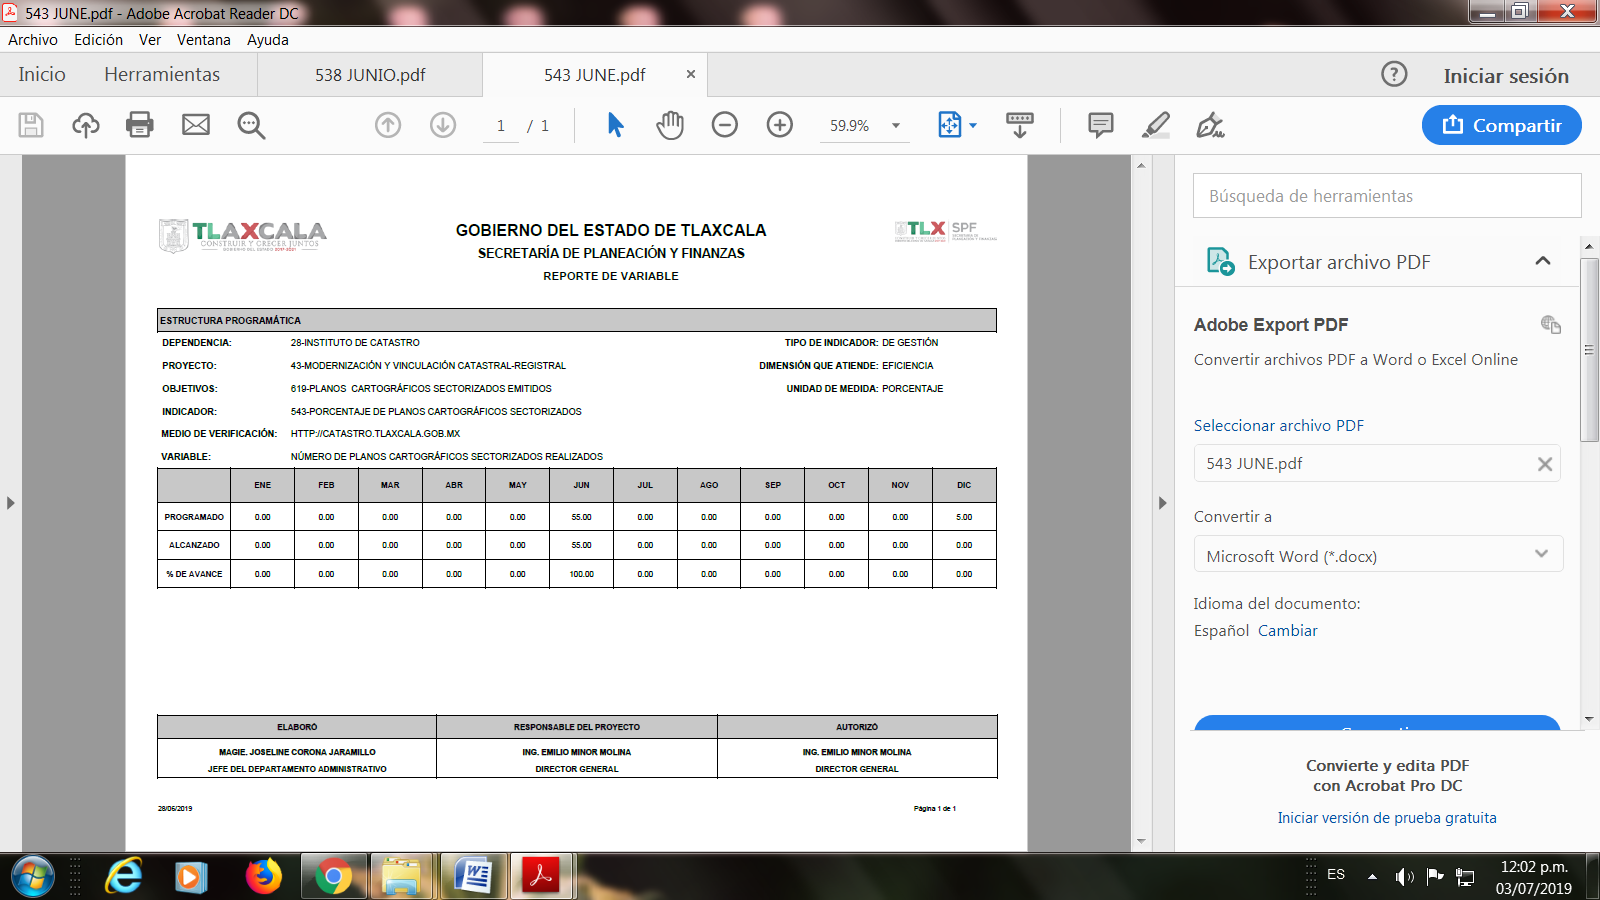 543 JUNE.pdf - Adobe Acrobat Reader DC
Archivo Edición Ver Ventana Ayuda
Inicio Herramientas 538 JUNIO.pdf 543 JUNE.pdf Iniciar sesión
1 / 1 59.9% Compartir
TLAXCALA
CONSTRUIR Y CRECER JUNTOS
GOBIERNO DEL ESTADO DE TLAXCALA
SECRETARÍA DE PLANEACIÓN Y FINANZAS
REPORTE DE VARIABLE
TLX SPF
ESTRUCTURA PROGRAMÁTICA
DEPENDENCIA: 28-INSTITUTO DE CATASTRO TIPO DE INDICADOR: DE GESTIÓN
PROYECTO: 43-MODERNIZACIÓN Y VINCULACIÓN CATASTRAL-REGISTRAL DIMENSIÓN QUE ATIENDE: EFICIENCIA
OBJETIVOS: 619-PLANOS CARTOGRÁFICOS SECTORIZADOS EMITIDOS UNIDAD DE MEDIDA: PORCENTAJE
INDICADOR: 543-PORCENTAJE DE PLANOS CARTOGRÁFICOS SECTORIZADOS
MEDIO DE VERIFICACIÓN: HTTP://CATASTRO.TLAXCALA.GOB.MX
VARIABLE: NÚMERO DE PLANOS CARTOGRÁFICOS SECTORIZADOS REALIZADOS
ENE FEB MAR ABR MAY JUN JUL AGO SEP OCT NOV DIC
PROGRAMADO 0.00 0.00 0.00 0.00 0.00 55.00 0.00 0.00 0.00 0.00 0.00 5.00
ALCANZADO 0.00 0.00 0.00 0.00 0.00 55.00 0.00 0.00 0.00 0.00 0.00 0.00
% DE AVANCE 0.00 0.00 0.00 0.00 0.00 100.00 0.00 0.00 0.00 0.00 0.00 0.00
ELABORÓ RESPONSABLE DEL PROYECTO AUTORIZÓ
MAGIE. JOSELINE CORONA JARAMILLO ING. EMILIO MINOR MOLINA ING. EMILIO MINOR MOLINA
JEFE DEL DEPARTAMENTO ADMINISTRATIVO DIRECTOR GENERAL DIRECTOR GENERAL
28/06/2019 Página 1 de 1
Búsqueda de herramientas
Exportar archivo PDF
Adobe Export PDF
Convertir archivos PDF a Word o Excel Online
Seleccionar archivo PDF
543 JUNE.pdf
Convertir a
Microsoft Word (*.docx)
Idioma del documento:
Español Cambiar
Convierte y edita PDF
con Acrobat Pro DC
Iniciar versión de prueba gratuita
ES 12:02 p.m.
03/07/2019